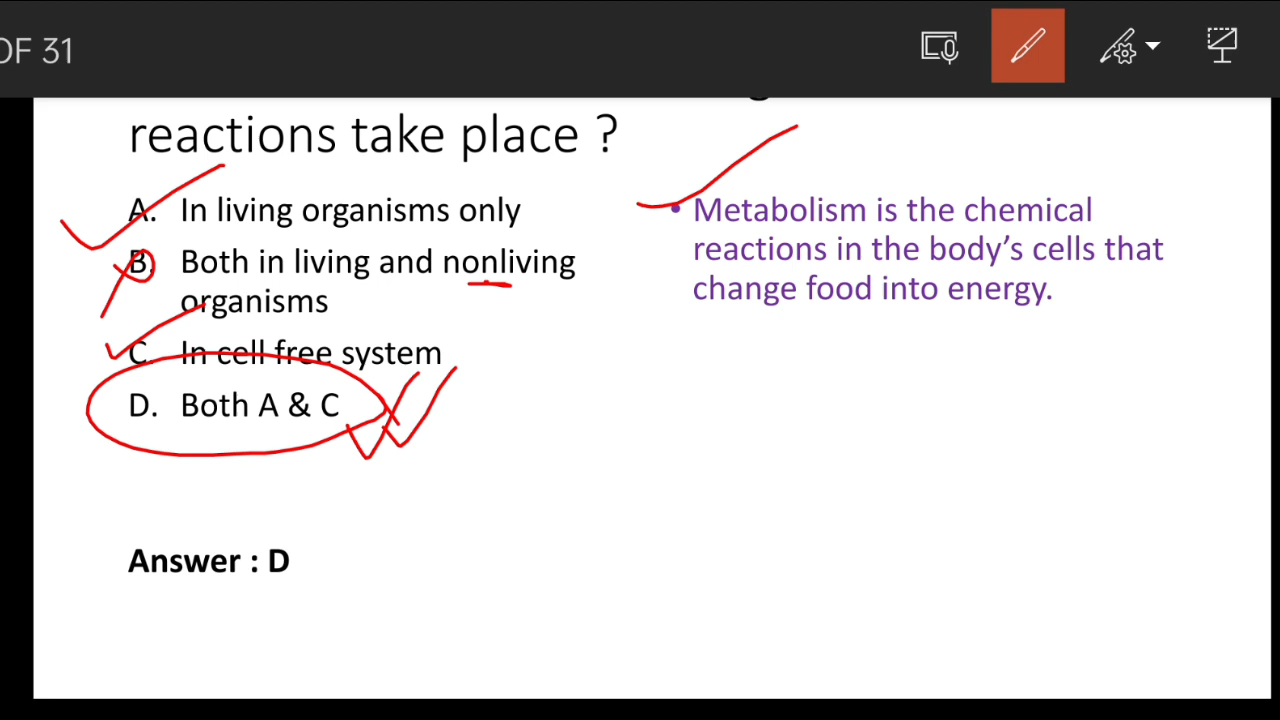 OF 31
reactions take place ?
A. In living organisms only
B. Both in living and nonliving
organisms
C. In cell free system
D. Both A & C
• Metabolism is the chemical
reactions in the body’s cells that
change food into energy.
Answer : D